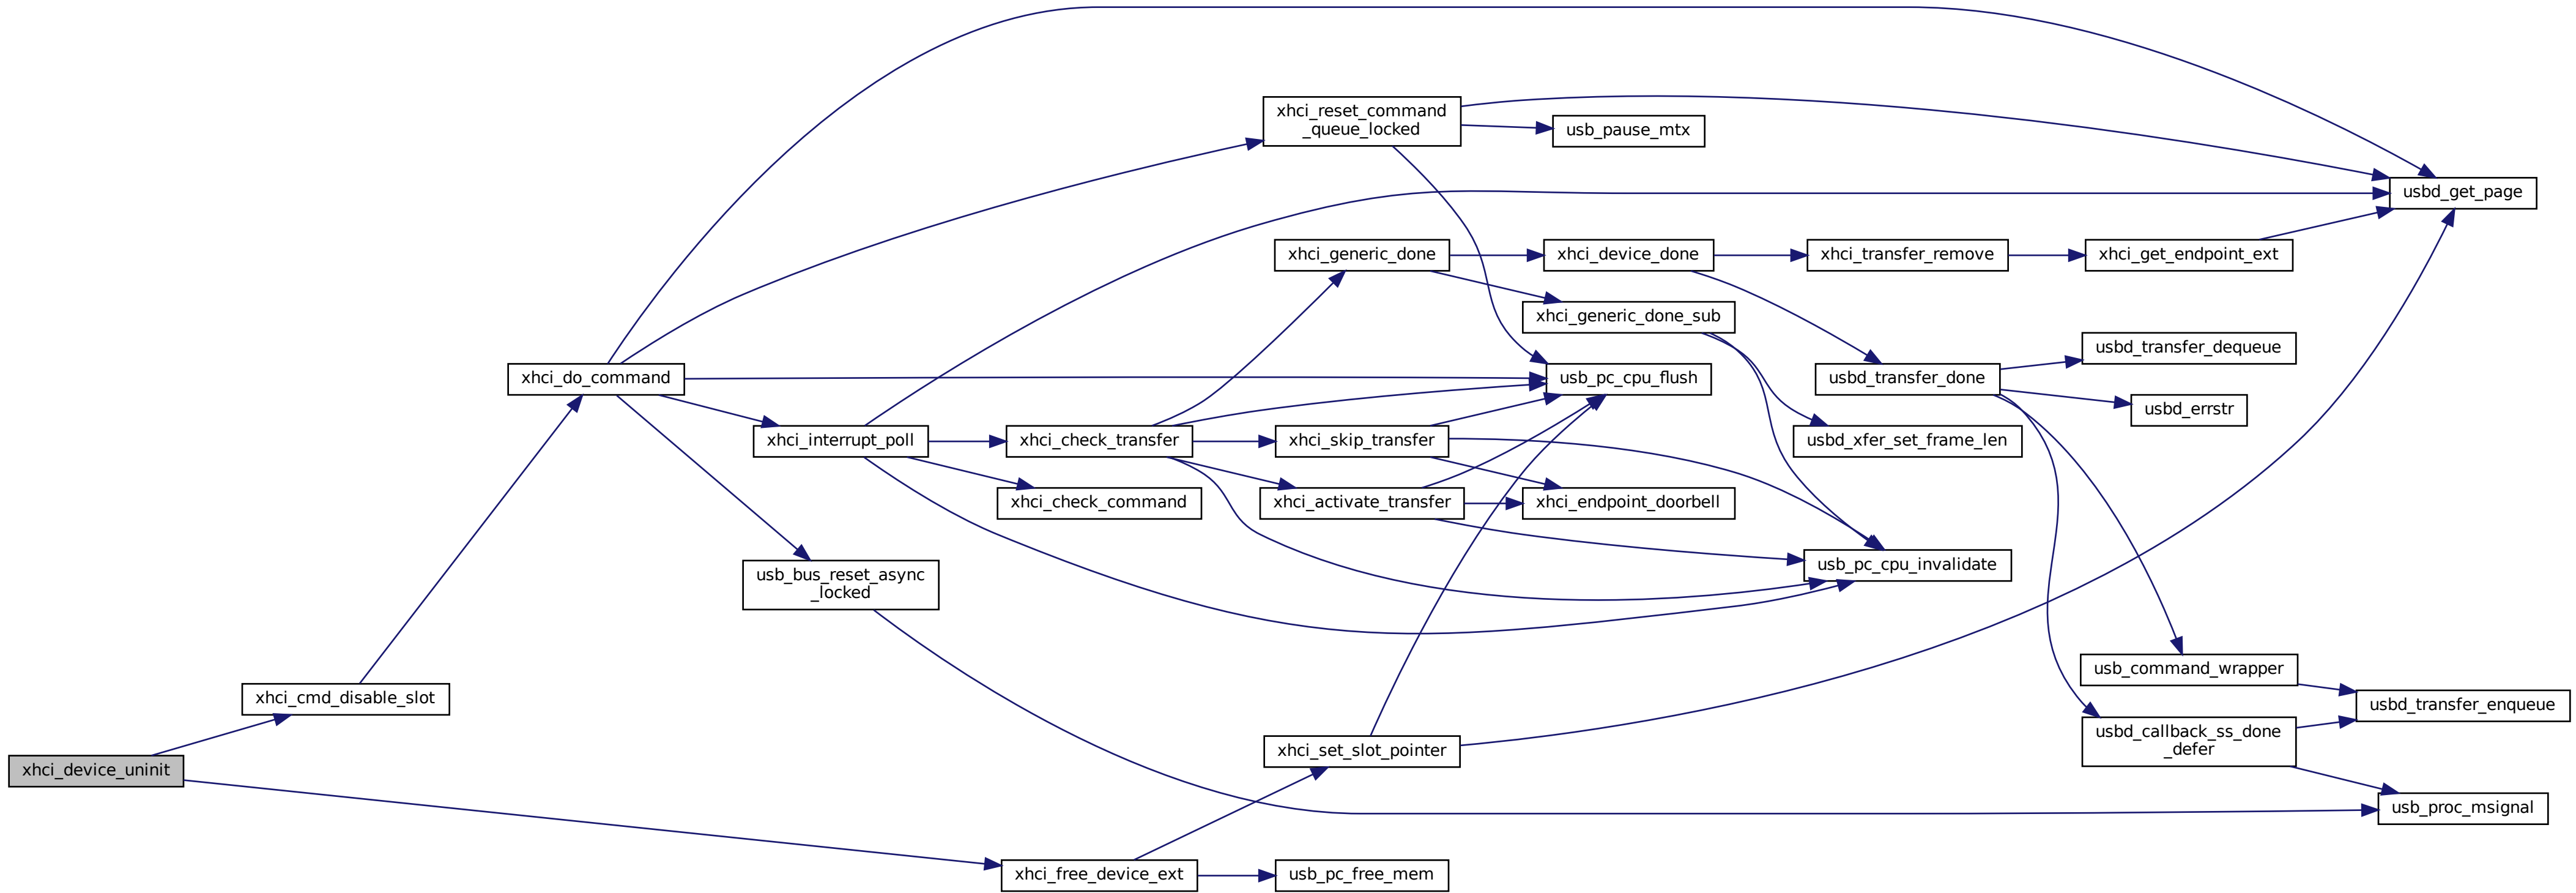 xhci_reset_command
_queue_locked
usb_pause_mtx
usbd_get_page
xhci_generic_done
xhci_device_done
xhci_transfer_remove
xhci_get_endpoint_ext
xhci_generic_done_sub
usbd_transfer_dequeue
xhci_do_command
usb_pc_cpu_flush
usbd_transfer_done
usbd_errstr
xhci_interrupt_poll
xhci_check_transfer
xhci_skip_transfer
usbd_xfer_set_frame_len
xhci_check_command
xhci_activate_transfer
xhci_endpoint_doorbell
usb_pc_cpu_invalidate
usb_bus_reset_async
_locked
usb_command_wrapper
xhci_cmd_disable_slot
usbd_transfer_enqueue
usbd_callback_ss_done
_defer
xhci_set_slot_pointer
xhci_device_uninit
usb_proc_msignal
xhci_free_device_ext
usb_pc_free_mem